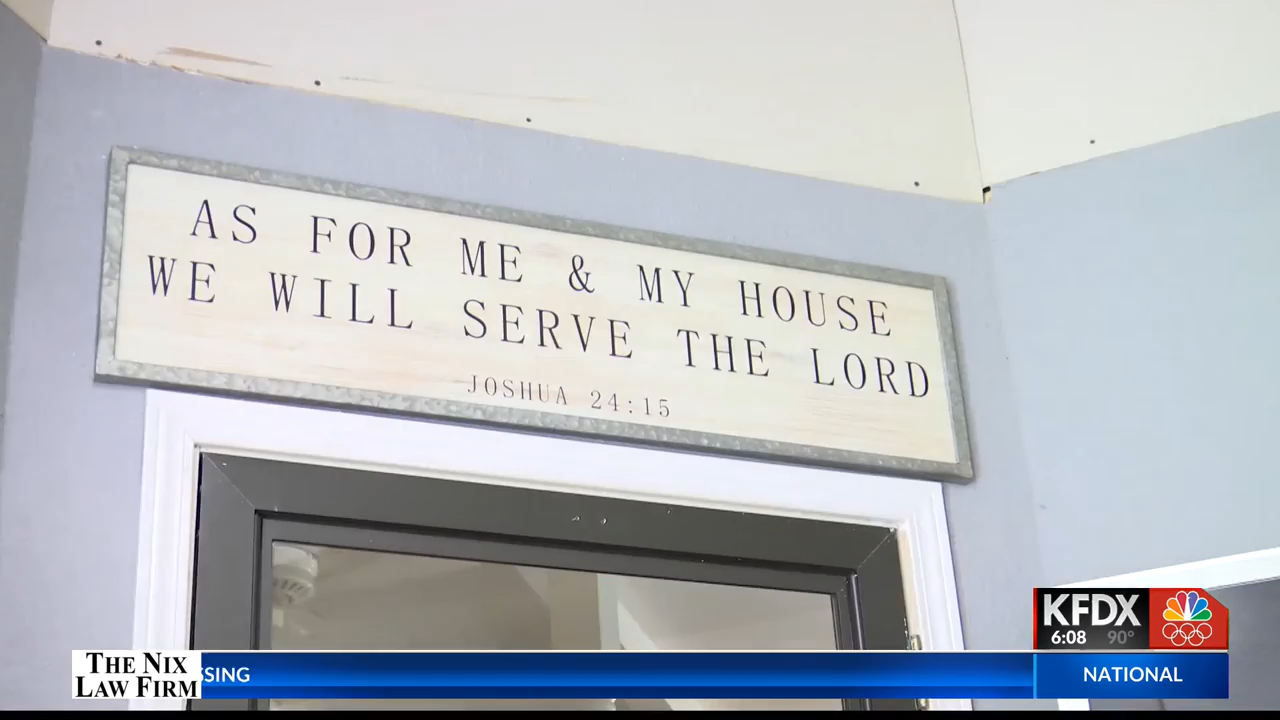 AS FOR ME & MY HOUSE
WE WILL SERVE THE LORD
JOSHUA 24:15
KFDX
6:08 90°
THE NIX
LAW FIRM
SSING
NATIONAL